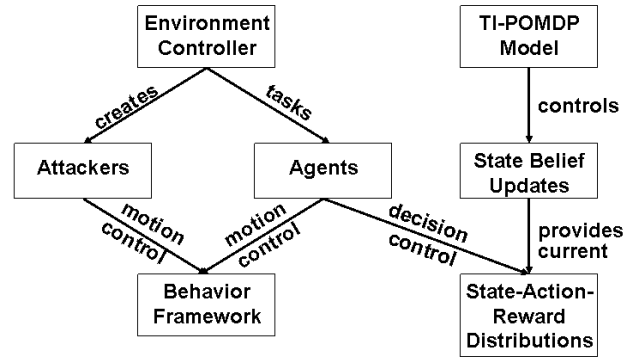 Environment
Controller
TI-POMDP
Model
creates
tasks
controls
Attackers
Agents
State Belief
Updates
motion
control
motion
control
decision
control
provides
current
Behavior
Framework
State-Action-
Reward
Distributions